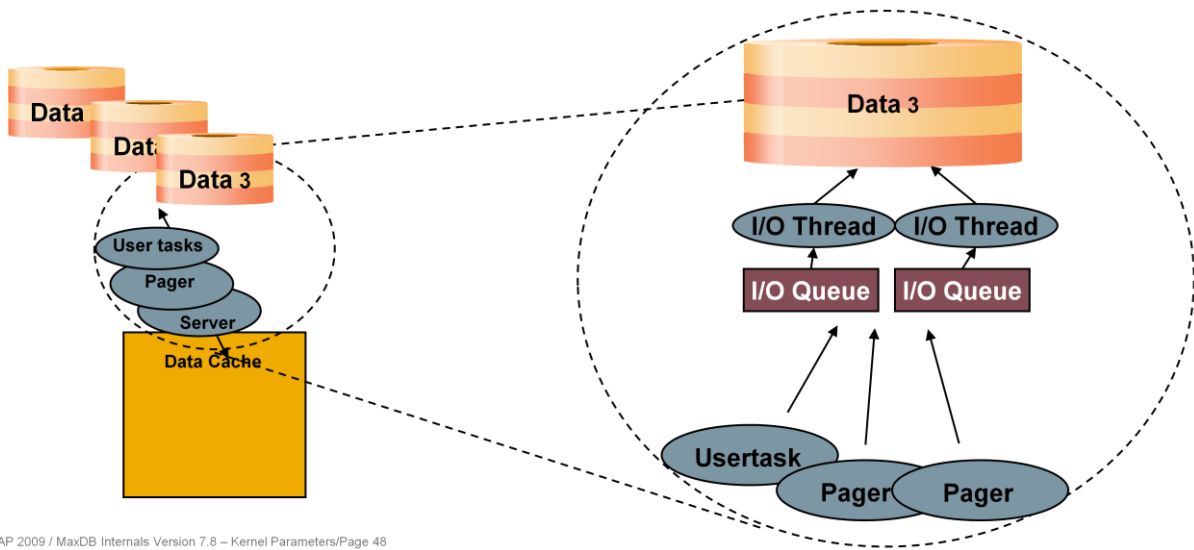 Data
Data
Data 3
User tasks
Pager
Server
Data Cache
Data 3
I/O Thread
I/O Thread
I/O Queue
I/O Queue
Usertask
Pager
Pager
AP 2009 / MaxDB Internals Version 7.8 – Kernel Parameters/Page 48